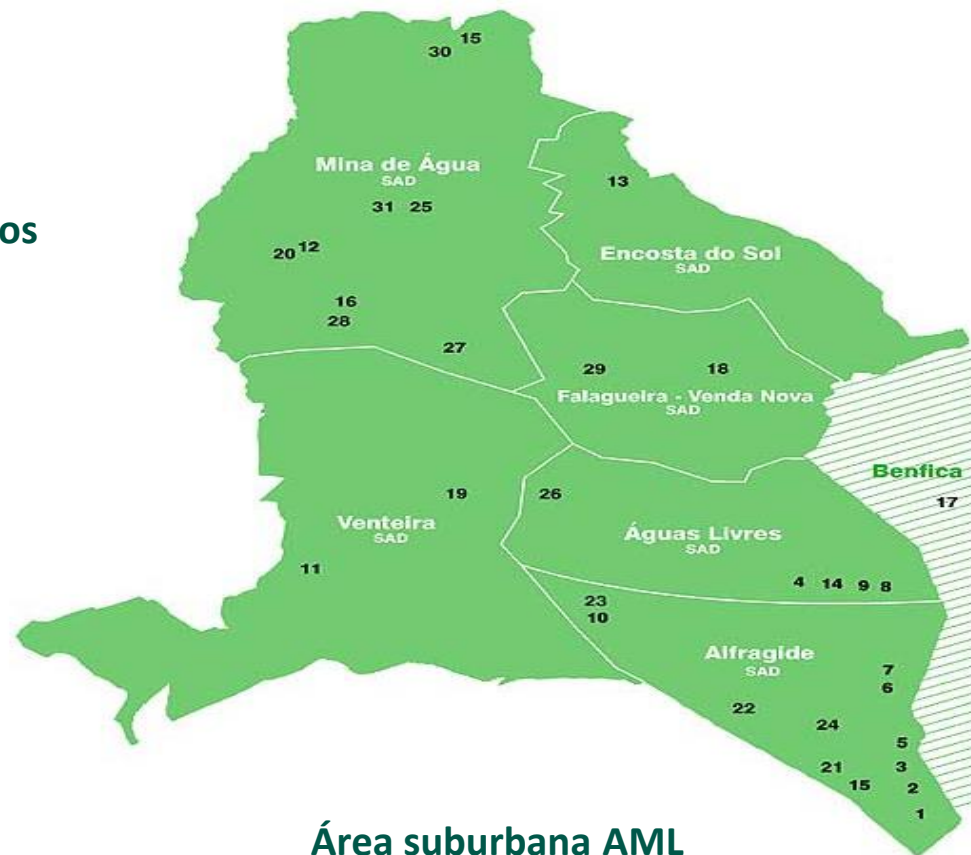 15
30
Mina de Água
SAD
13
31 25
os
20 12
Encosta do Sol
SAD
16
28
27
29 18
Falagueira - Venda Nova
SAD
Benfica
17
19 26
Venteira
SAD
Águas Livres
SAD
11
4 14 9 8
23
10
Alfragide
SAD
7
6
22
24
5
21 3
15 2
1
Área suburbana AML